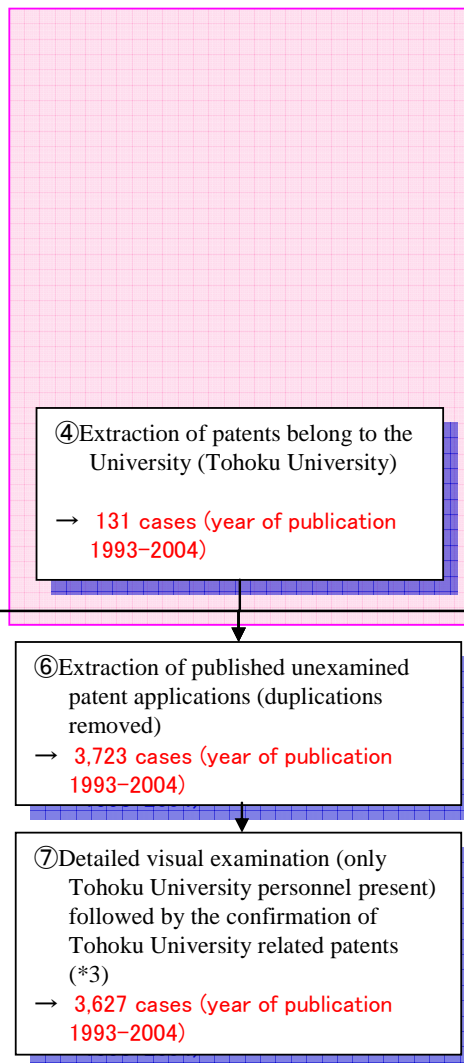 ④Extraction of patents belong to the
University (Tohoku University)
→ 131 cases (year of publication
1993-2004)
⑥Extraction of published unexamined
patent applications (duplications
removed)
→ 3,723 cases (year of publication
1993-2004)
⑦Detailed visual examination (only
Tohoku University personnel present)
followed by the confirmation of
Tohoku University related patents
(*3)
→ 3,627 cases (year of publication
1993-2004)